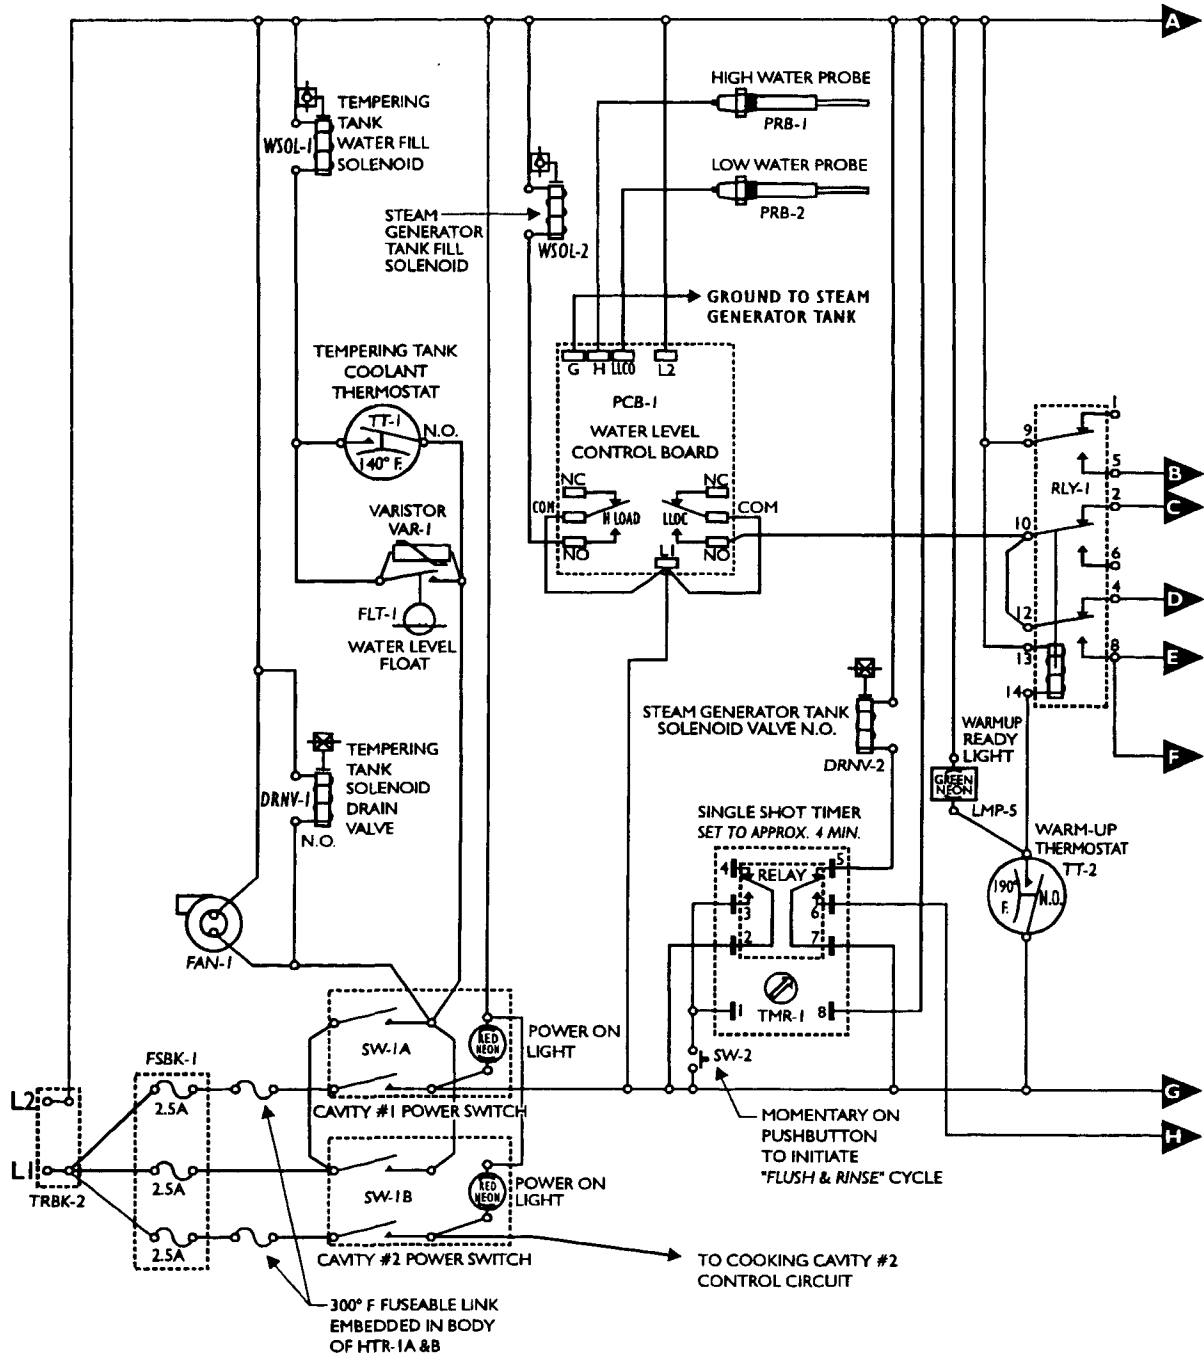 A
HIGH WATER PROBE
PRB-1
TEMPERING
TANK
WATER FILL
SOLENOID
WSOL-1
LOW WATER PROBE
PRB-2
STEAM
GENERATOR
TANK FILL
SOLENOID
WSOL-2
GROUND TO STEAM
GENERATOR TANK
G H LLCO L2
PCB-1
WATER LEVEL
CONTROL BOARD
TEMPERING TANK
COOLANT
THERMOSTAT
TT-1
N.O.
140° F.
NC
NC
COM
H LOAD
LLDC
COM
NO
L1
NO
VARISTOR
VAR-1
FLT-1
WATER LEVEL
FLOAT
1
9
5
B
RLY-1
2
C
10
6
4
D
12
8
E
13
14
F
STEAM GENERATOR TANK
SOLENOID VALVE N.O.
DRNV-2
WARMUP
READY
LIGHT
GREEN
NEON
LMP-5
TEMPERING
TANK
SOLENOID
DRAIN
VALVE
DRNV-1
N.O.
SINGLE SHOT TIMER
SET TO APPROX. 4 MIN.
WARM-UP
THERMOSTAT
TT-2
190°
F.
N.O.
4
RELAY
5
3
6
2
7
1
TMR-1
8
FAN-1
SW-1A
RED
NEON
POWER ON
LIGHT
SW-2
FSBK-1
2.5A
CAVITY #1 POWER SWITCH
L2
G
MOMENTARY ON
PUSHBUTTON
TO INITIATE
"FLUSH & RINSE" CYCLE
H
L1
TRBK-2
2.5A
SW-1B
RED
NEON
POWER ON
LIGHT
2.5A
CAVITY #2 POWER SWITCH
TO COOKING CAVITY #2
CONTROL CIRCUIT
300° F FUSEABLE LINK
EMBEDDED IN BODY
OF HTR-1A &B